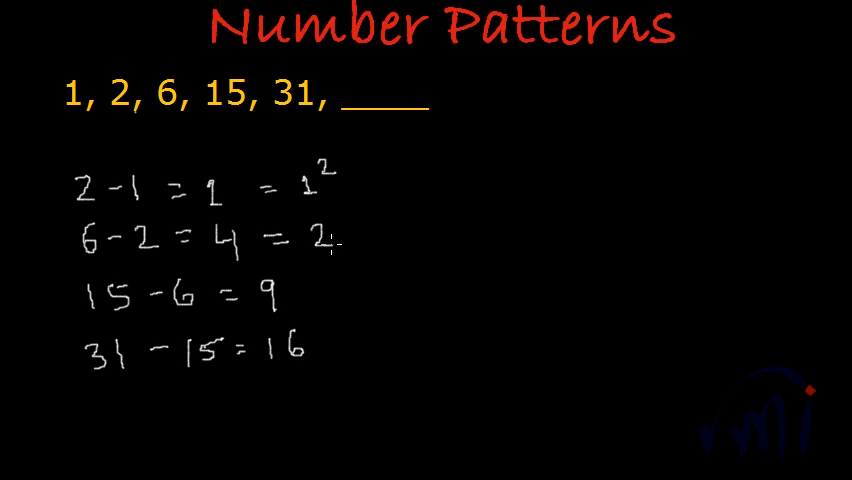 Number Patterns
1, 2, 6, 15, 31, ____
2 - 1 = 1 = 1²
6 - 2 = 4 = 2
15 - 6 = 9
31 - 15 = 16